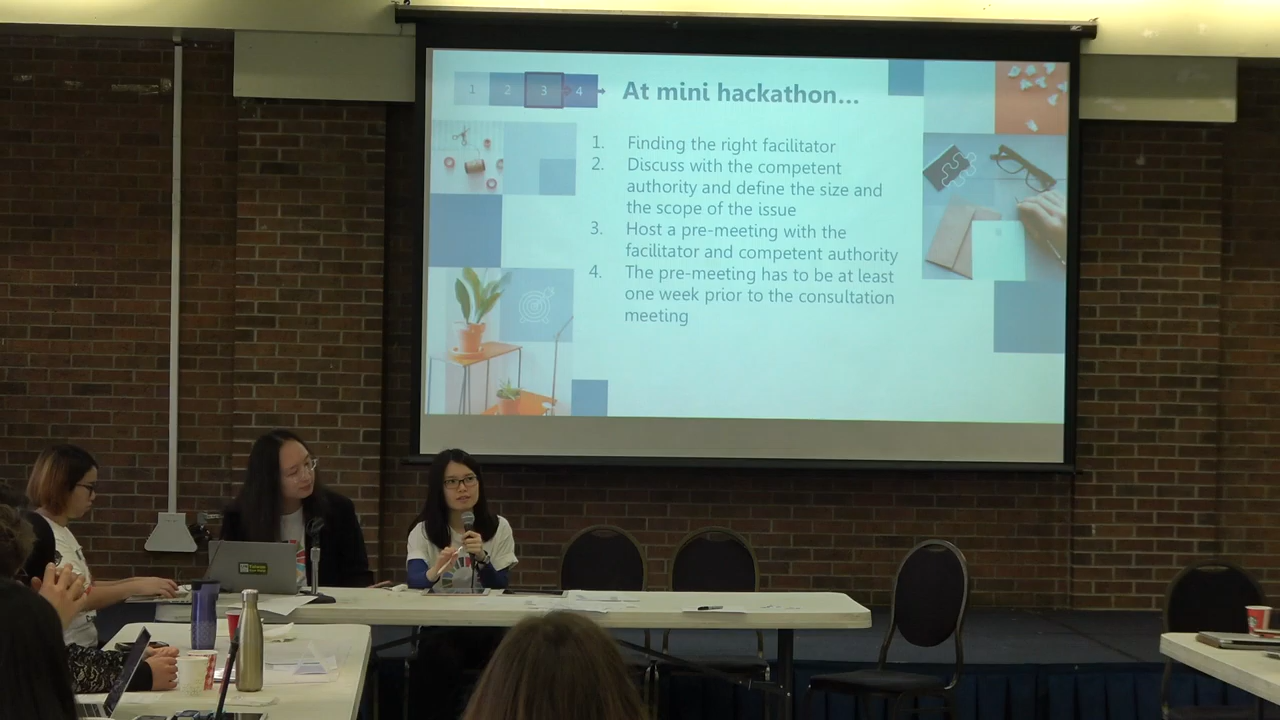 1 2 3 4
At mini hackathon...
1. Finding the right facilitator
2. Discuss with the competent
authority and define the size and
the scope of the issue
3. Host a pre-meeting with the
facilitator and competent authority
4. The pre-meeting has to be at least
one week prior to the consultation
meeting